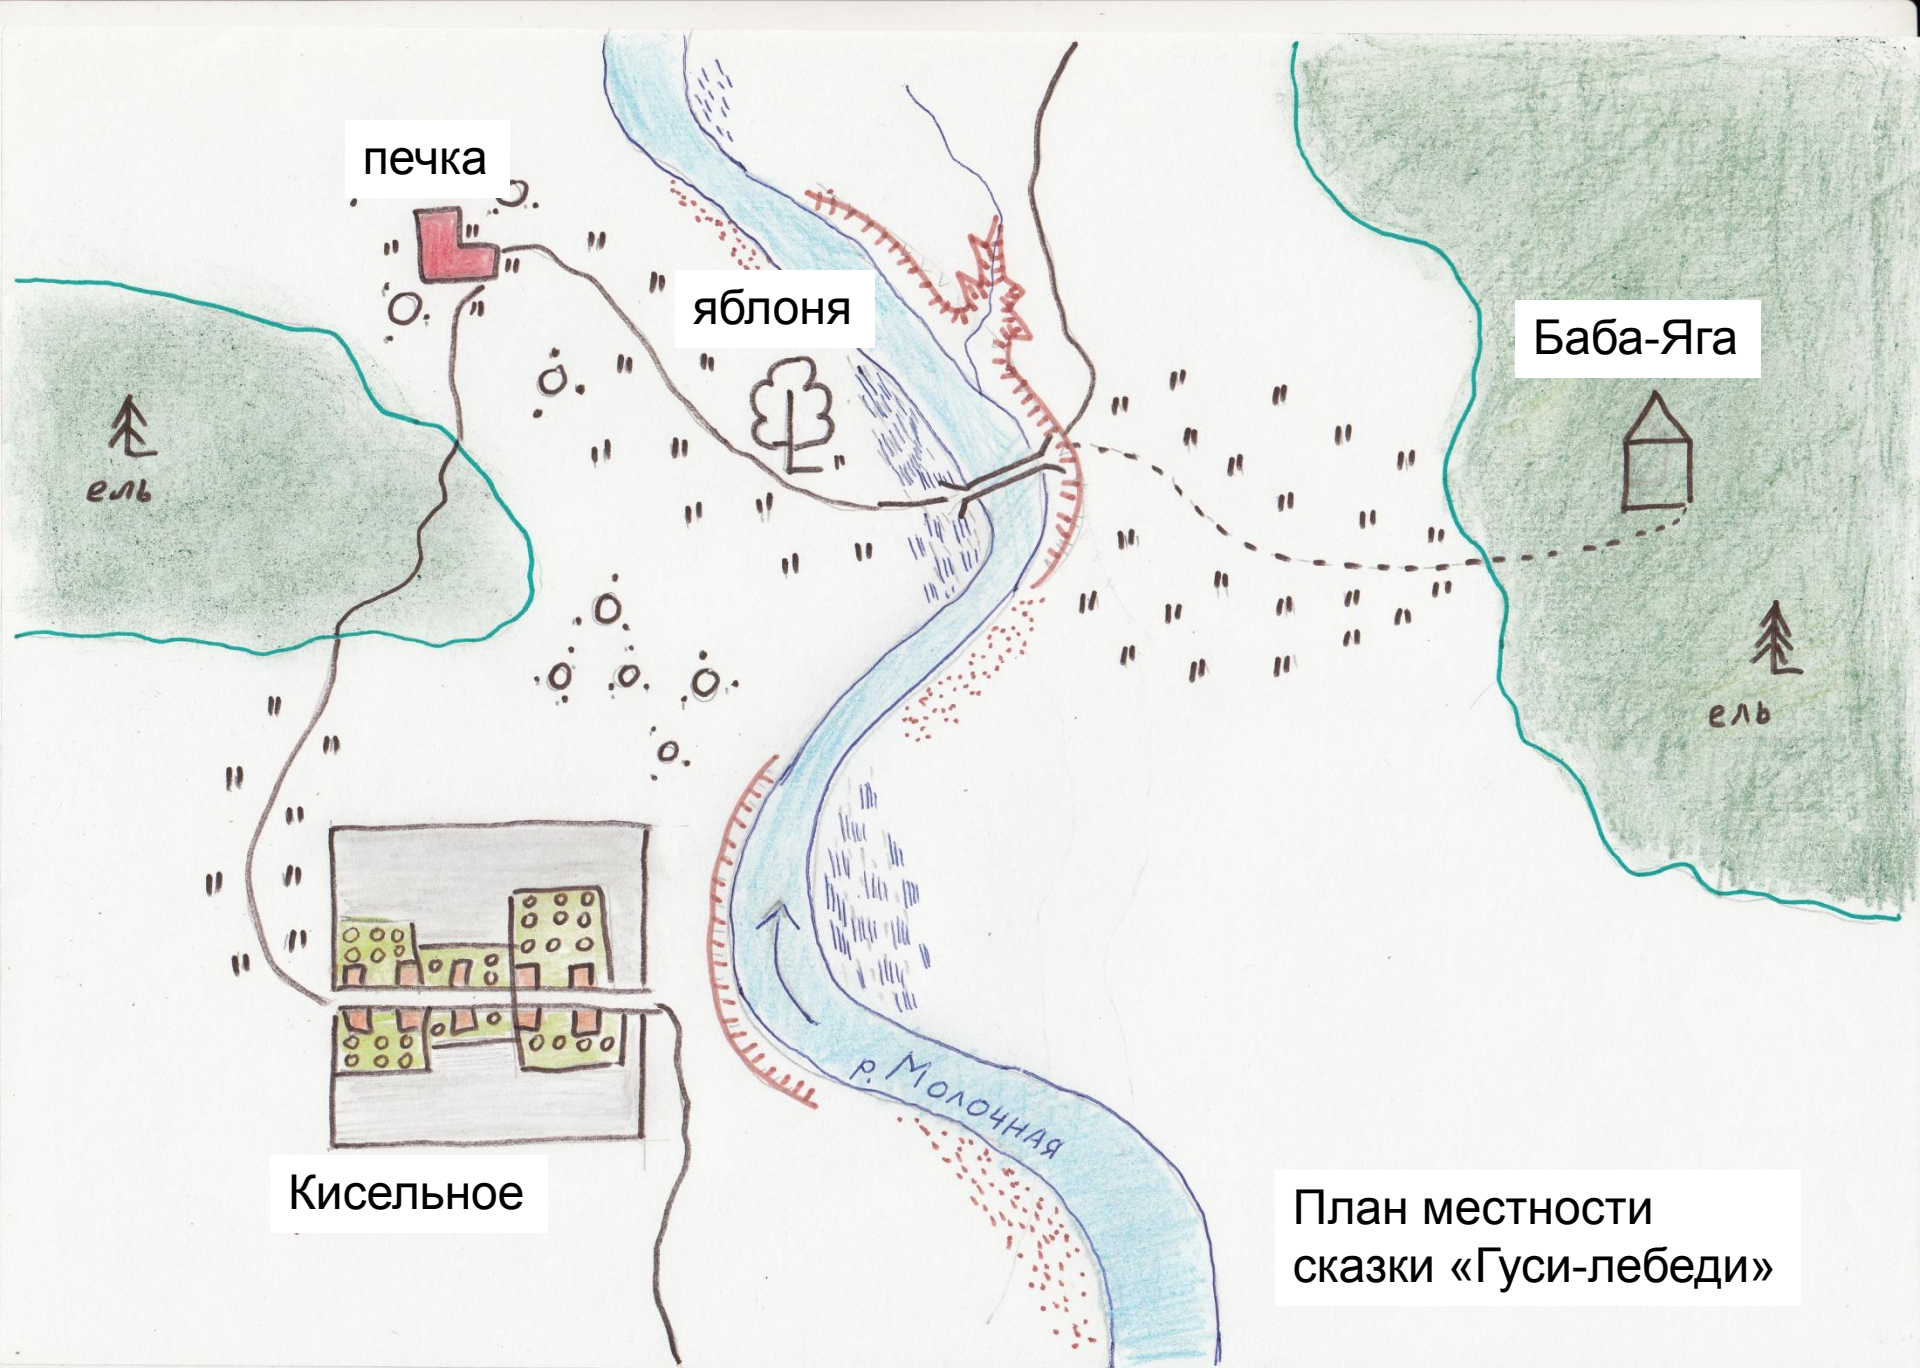 печка
яблоня
Баба-Яга
ель
ель
Кисельное
р. Молочная
План местности
сказки «Гуси-лебеди»